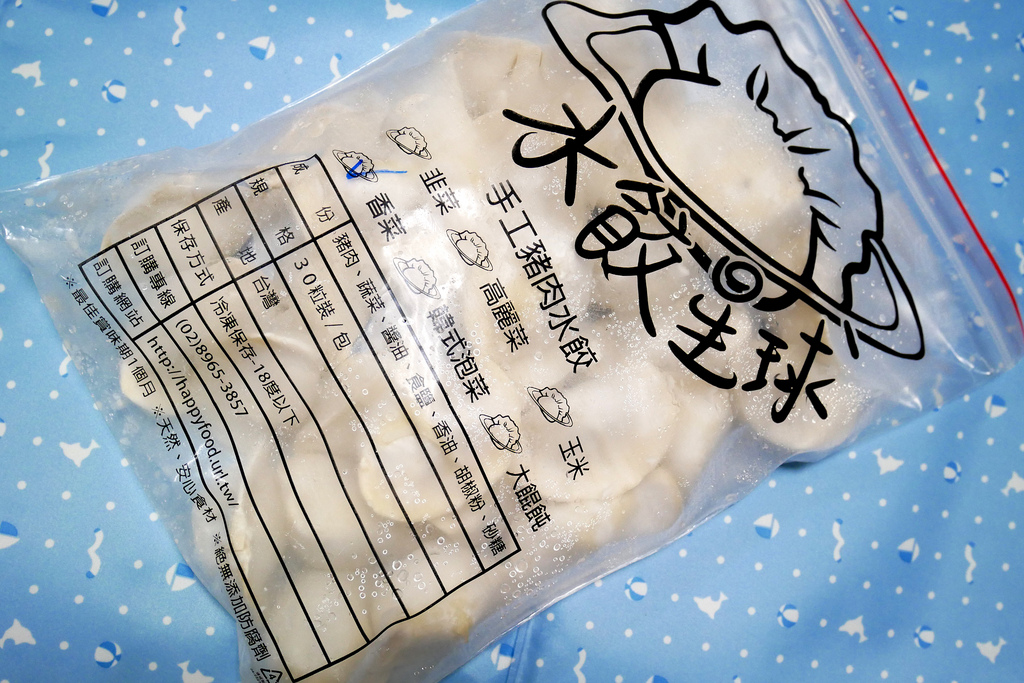 水餃生球
手工豬肉水餃
韭菜 高麗菜 玉米
香菜 韓式泡菜 大餛飩
成份 豬肉、蔬菜、醬油、食鹽、香油、胡椒粉、砂糖
規格 30粒裝/包
產地 台灣
保存方式 冷凍保存-18度以下
訂購專線 (02)8965-3857
訂購網站 http://happyfood.url.tw/
※最佳賞味期1個月 ※天然、安心食材 ※絕無添加防腐劑